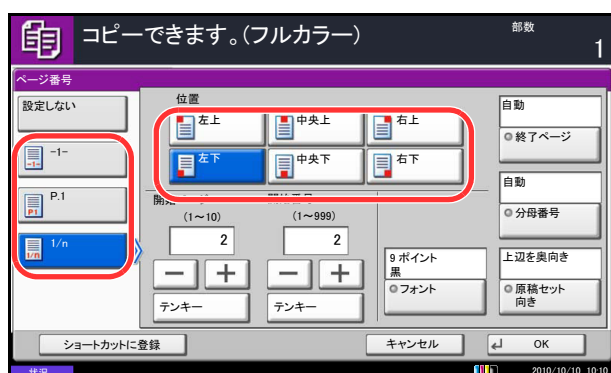 コピーできます。(フルカラー)
部数
1
ページ番号
設定しない
-1-
P.1
1/n
位置
左上
中央上
右上
左下
中央下
右下
(1～10)
2
テンキー
(1～999)
2
テンキー
9 ポイント
黒
フォント
自動
終了ページ
自動
分母番号
上辺を奥向き
原稿セット
向き
ショートカットに登録
キャンセル
OK
状況
2010/10/10 10:10